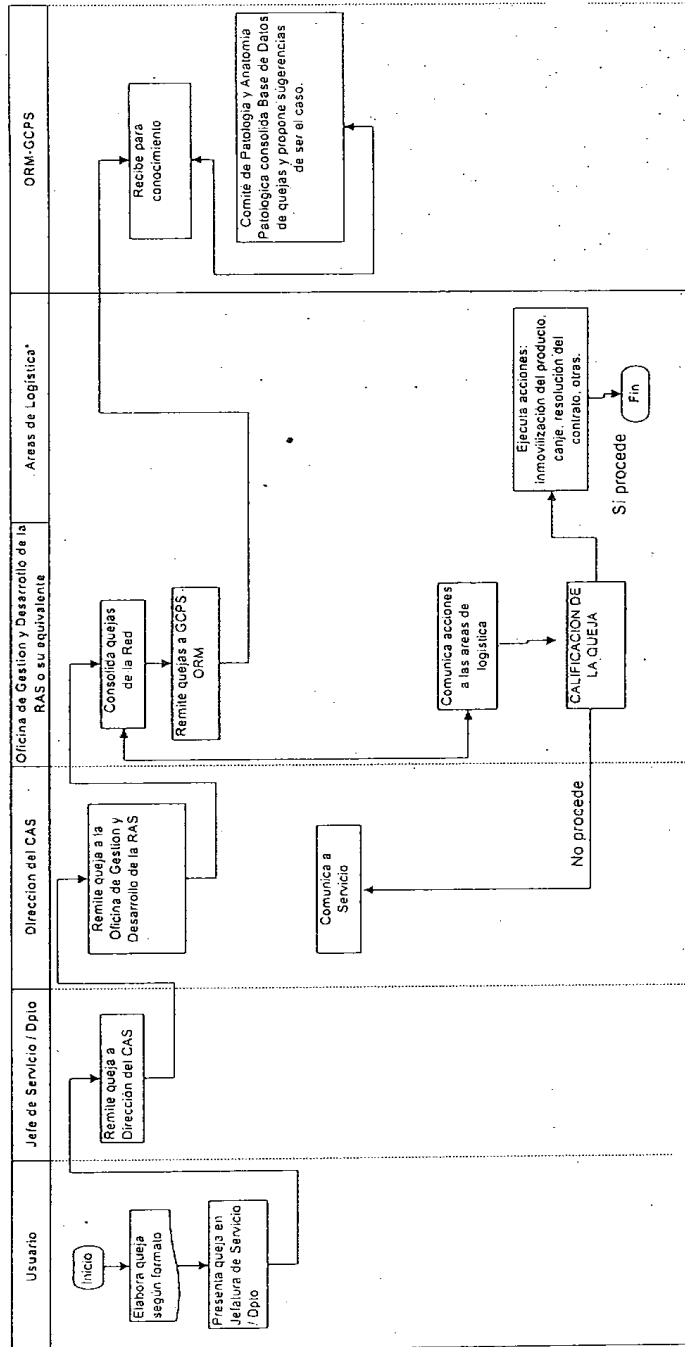 Usuario
Jefe de Servicio / Dpto
Direccion del CAS
Oficina de Gestion y Desarrollo de la
RAS o su equivalente
Areas de Logística*
ORM-GCPS
Inicio
Elabora queja
según formato
Presenta queja en
Jefatura de Servicio
/ Dpto
Remite queja a
Dirección del CAS
Remite queja a la
Oficina de Gestion y
Desarrollo de la RAS
Comunica a
Servicio
Consolida quejas
de la Red
Remite quejas a GCPS
ORM
Comunica acciones
a las areas de
logística
CALIFICACION DE
LA QUEJA
No procede
Si procede
Ejecuta acciones:
inmovilización del producto,
canje, resolución del
contrato, otras.
Fin
Recibe para
conocimiento
Comité de Patología y Anatomía
Patologica consolida Base de Datos
de quejas y propone sugerencias
de ser el caso.